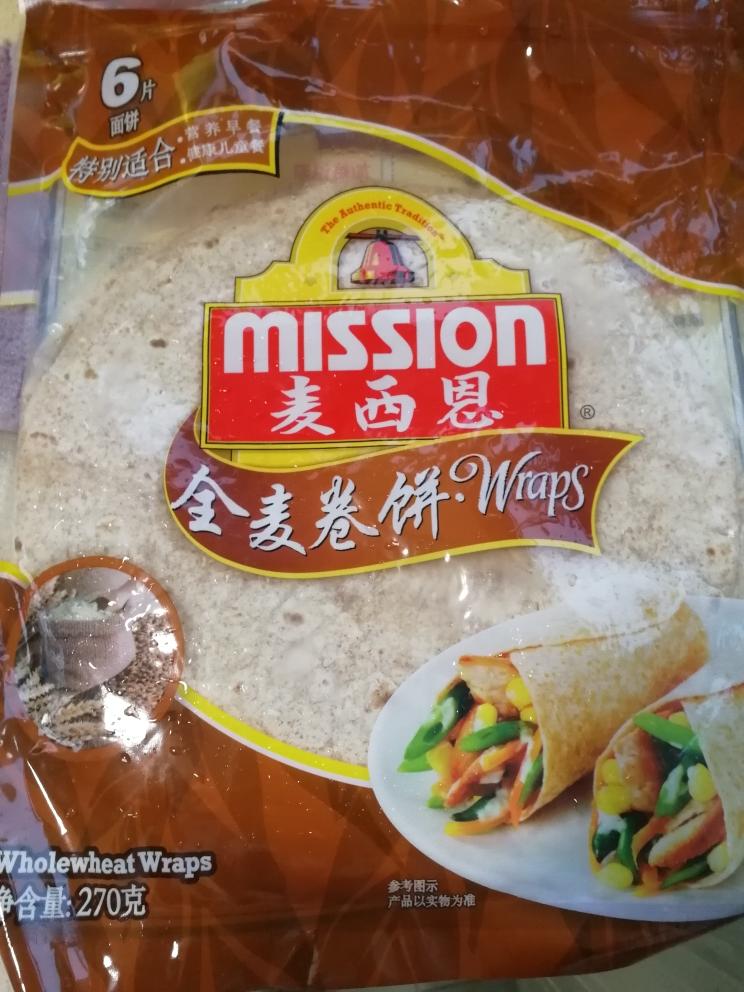 6片
面饼
特别适合
·营养早餐
·健康儿童餐
The Authentic Tradition™
MISSION
麦西恩®
全麦卷饼·Wraps
Wholewheat Wraps
净含量: 270克
参考图示
产品以实物为准